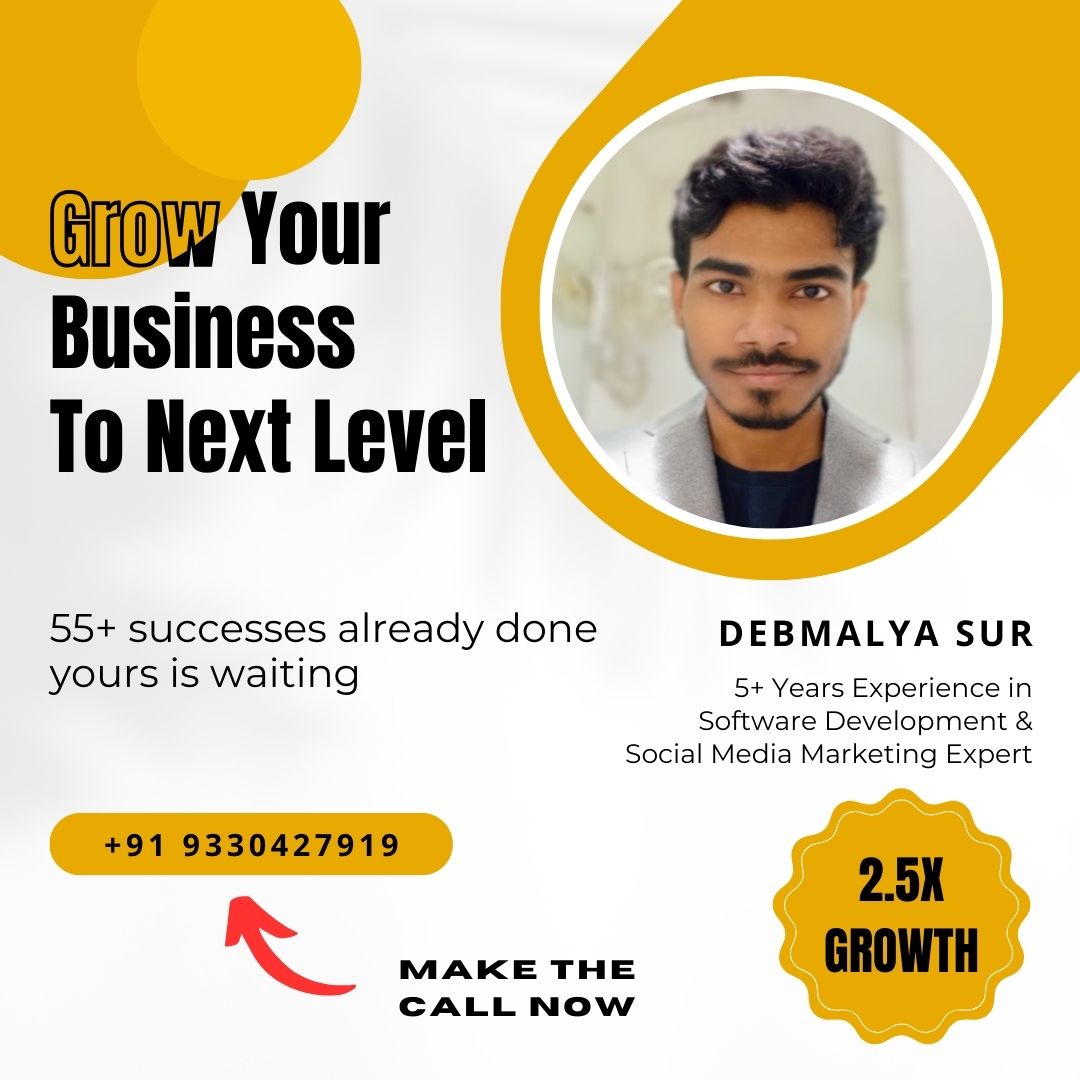 Grow Your
Business
To Next Level
55+ successes already done
yours is waiting
DEBMALYA SUR
5+ Years Experience in
Software Development &
Social Media Marketing Expert
+91 9330427919
MAKE THE
CALL NOW
2.5X
GROWTH